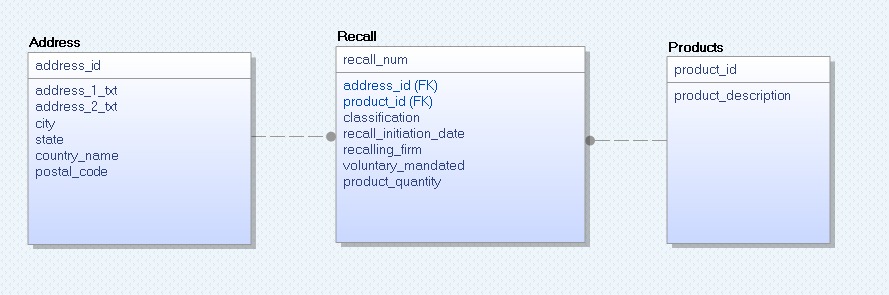 Address
address_id
address_1_txt
address_2_txt
city
state
country_name
postal_code
Recall
recall_num
address_id (FK)
product_id (FK)
classification
recall_initiation_date
recalling_firm
voluntary_mandated
product_quantity
Products
product_id
product_description